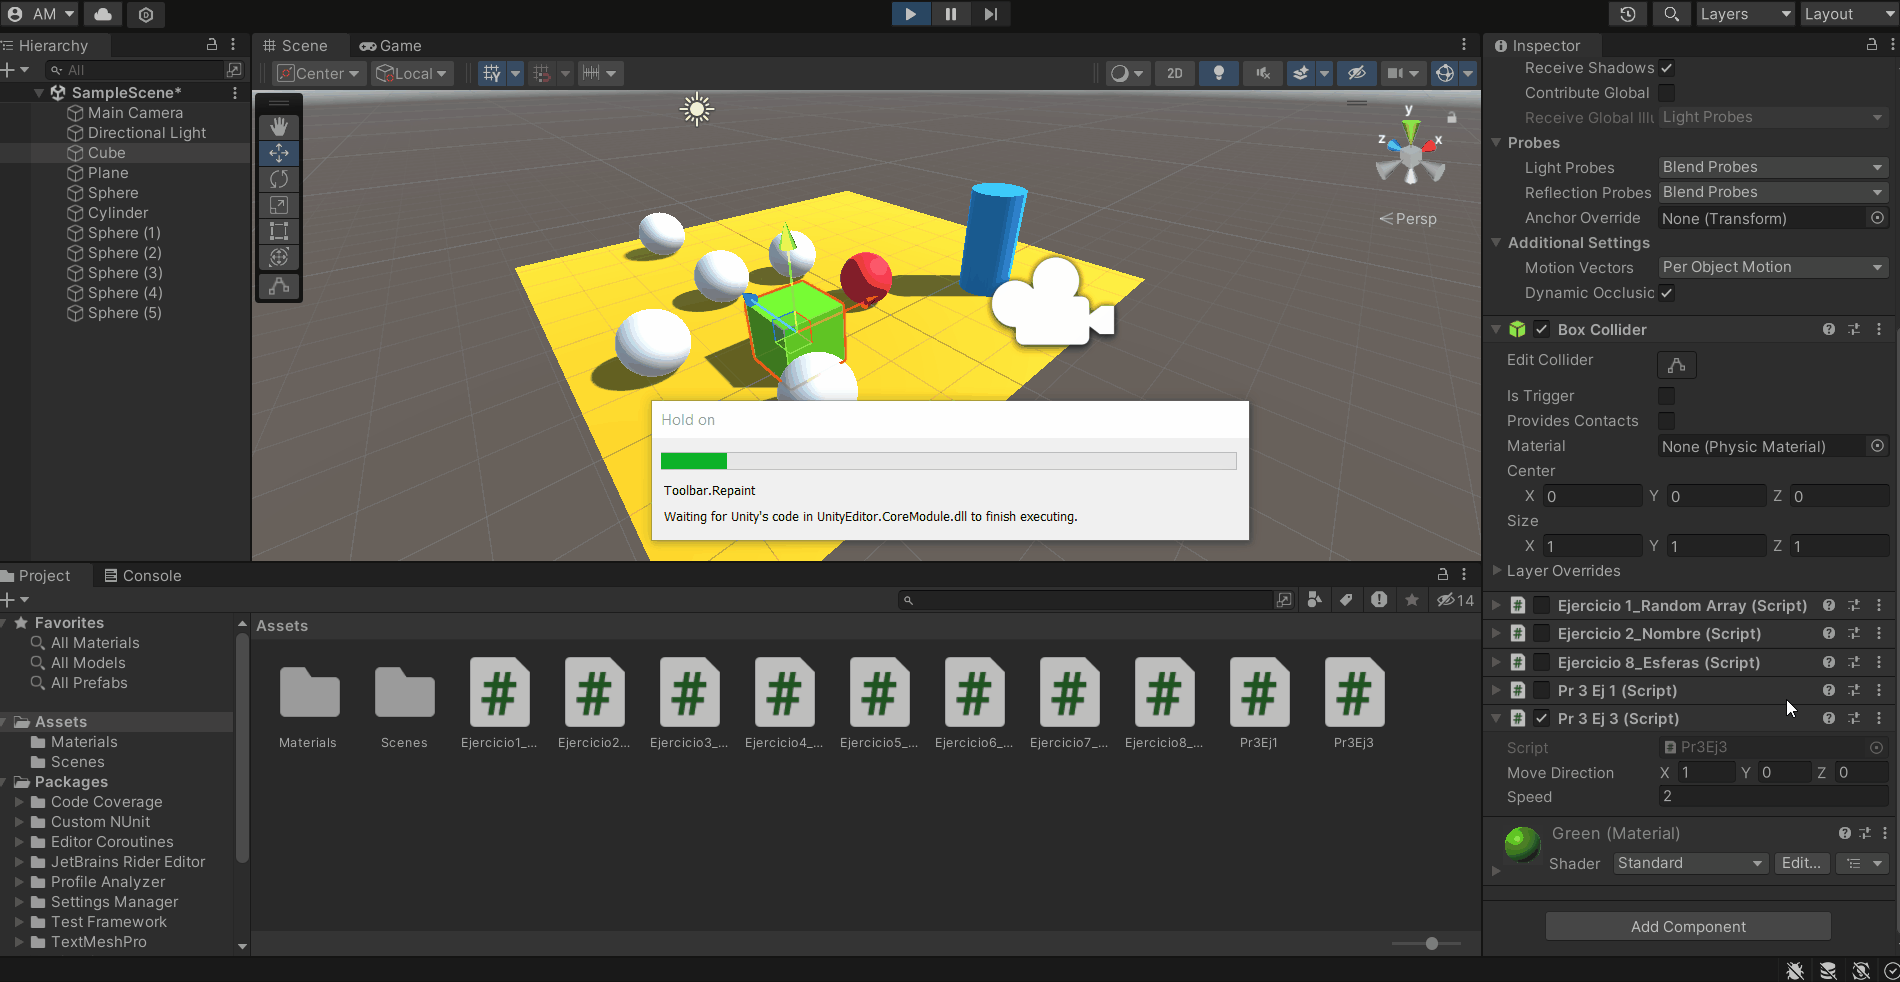 AM
Layers
Layout
Hierarchy
All
SampleScene*
Main Camera
Directional Light
Cube
Plane
Sphere
Cylinder
Sphere (1)
Sphere (2)
Sphere (3)
Sphere (4)
Sphere (5)
Scene
Game
Center
Local
2D
y
z
x
Persp
Hold on
Toolbar.Repaint
Waiting for Unity's code in UnityEditor.CoreModule.dll to finish executing.
Project
Console
14
Favorites
All Materials
All Models
All Prefabs
Assets
Materials
Scenes
Packages
Code Coverage
Custom NUnit
Editor Coroutines
JetBrains Rider Editor
Profile Analyzer
Settings Manager
Test Framework
TextMeshPro
Assets
Materials
Scenes
Ejercicio1_...
Ejercicio2...
Ejercicio3_...
Ejercicio4_...
Ejercicio5_...
Ejercicio6_...
Ejercicio7_...
Ejercicio8_...
Pr3Ej1
Pr3Ej3
Inspector
Receive Shadows
Contribute Global
Receive Global Illu
Light Probes
Probes
Light Probes
Blend Probes
Reflection Probes
Blend Probes
Anchor Override
None (Transform)
Additional Settings
Motion Vectors
Per Object Motion
Dynamic Occlusic
Box Collider
Edit Collider
Is Trigger
Provides Contacts
Material
None (Physic Material)
Center
X 0 Y 0 Z 0
Size
X 1 Y 1 Z 1
Layer Overrides
Ejercicio 1_Random Array (Script)
Ejercicio 2_Nombre (Script)
Ejercicio 8_Esferas (Script)
Pr 3 Ej 1 (Script)
Pr 3 Ej 3 (Script)
Script
Pr3Ej3
Move Direction X 1 Y 0 Z 0
Speed 2
Green (Material)
Shader
Standard
Edit...
Add Component